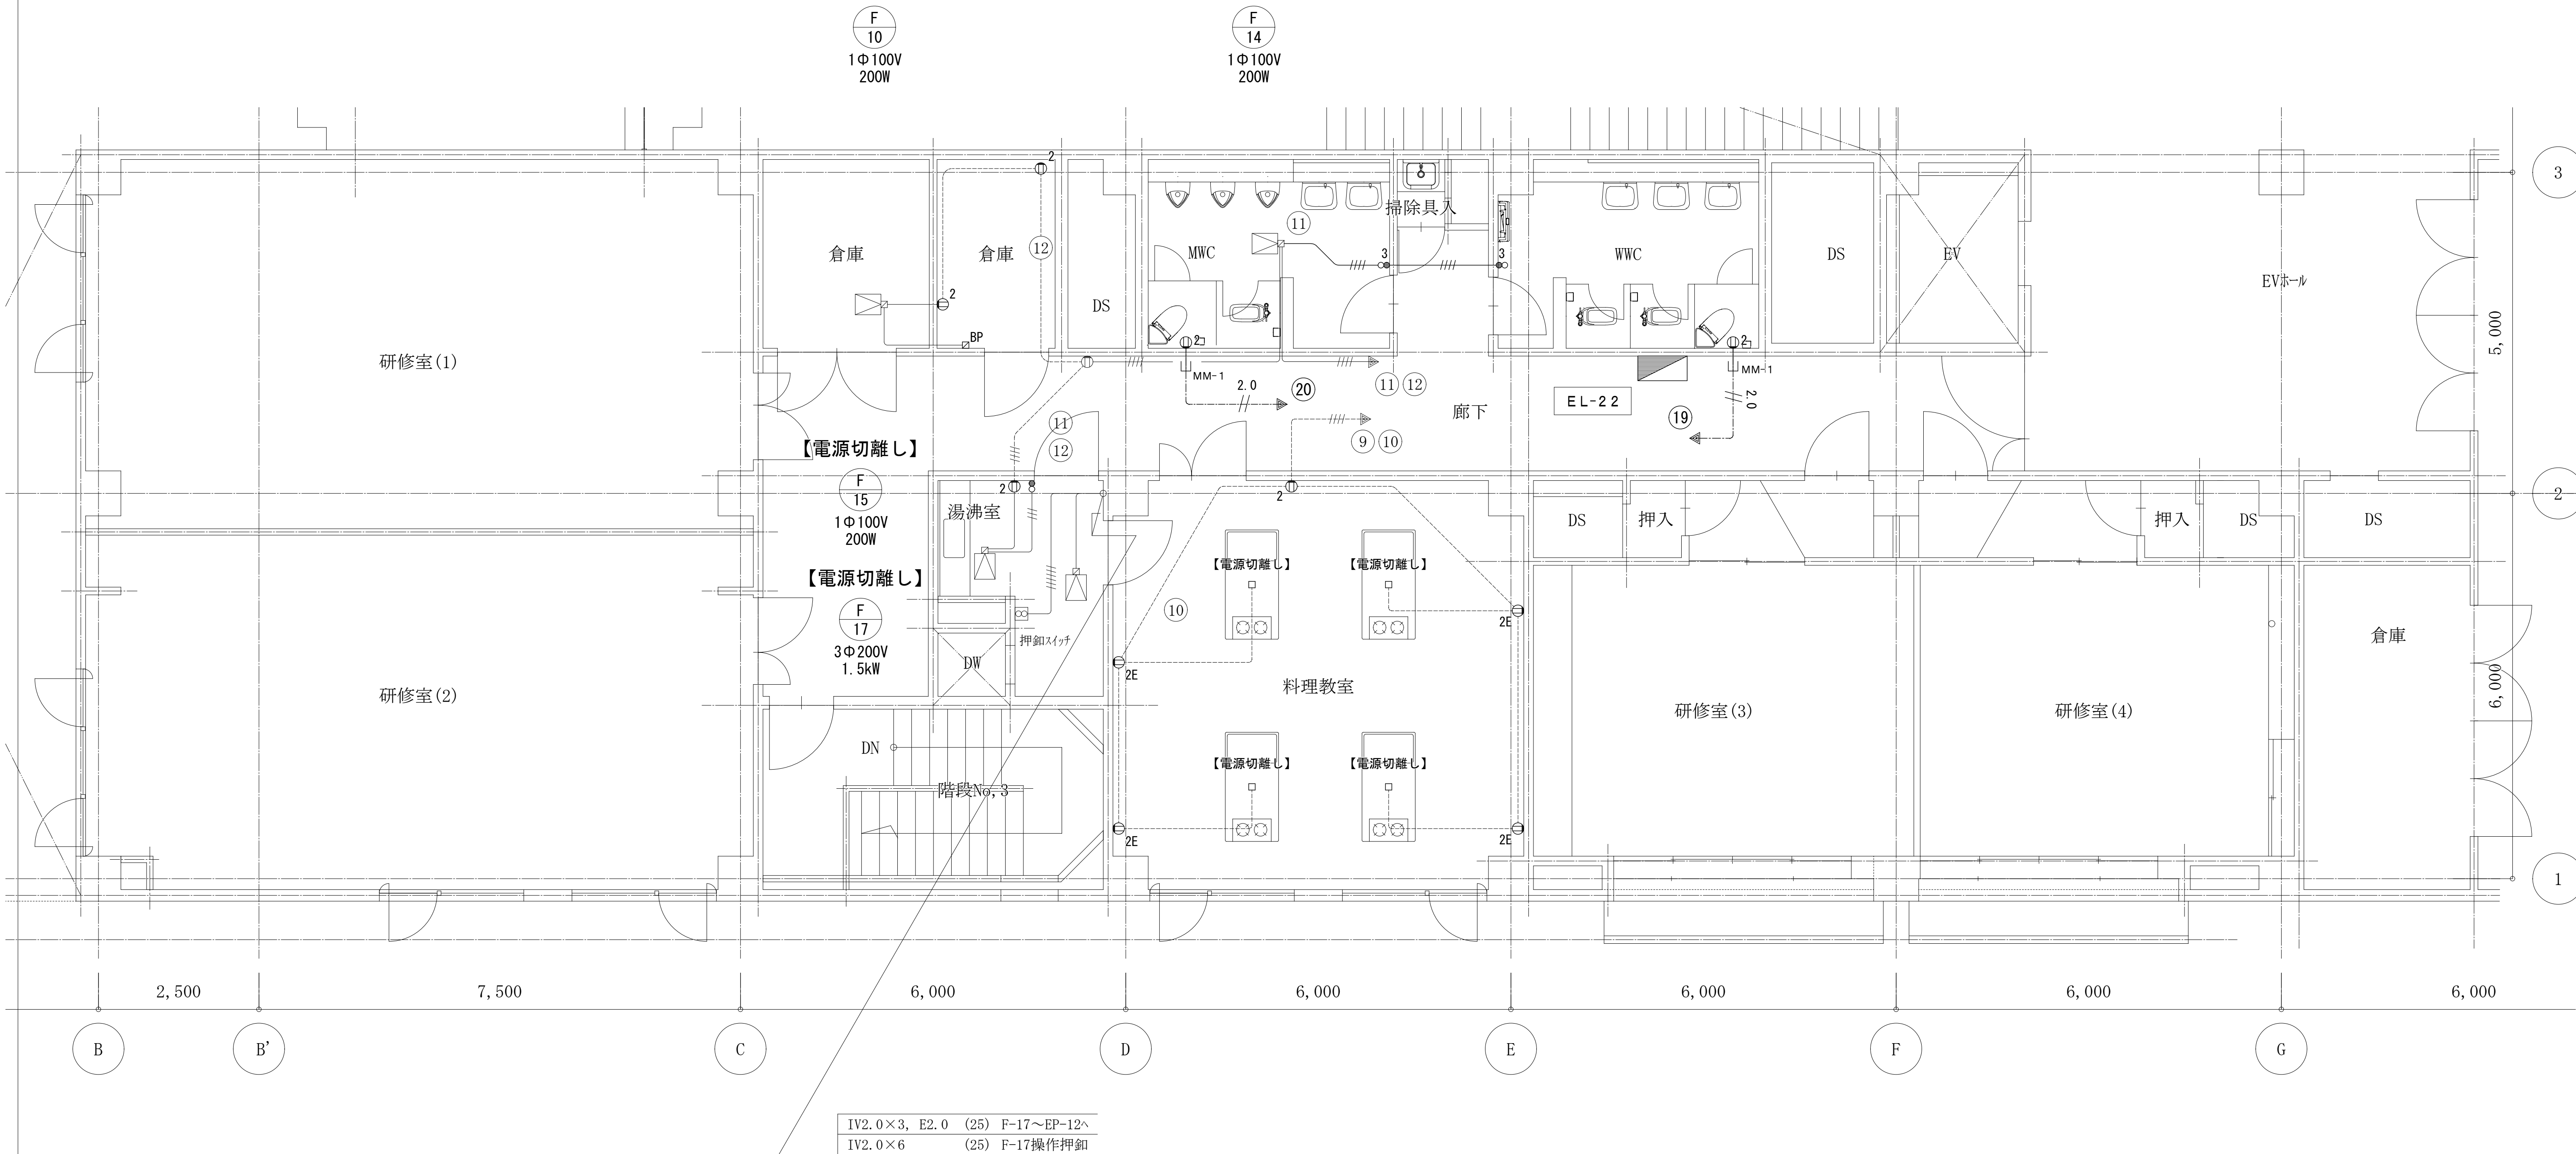 F
10
1Φ100V
200W
F
14
1Φ100V
200W
3
2
倉庫
倉庫
12
2
BP
DS
MWC
11
掃除具入
3
3
WWC
DS
EV
EVホール
5,000
研修室(1)
2
MM-1
2.0
20
11 12
2
MM-1
2.0
19
EL-22
廊下
9 10
11
12
【電源切離し】
F
15
1Φ100V
200W
2
湯沸室
2
DS
押入
押入
DS
DS
2
【電源切離し】
F
17
3Φ200V
1.5kW
押釦スイッチ
DW
10
【電源切離し】
【電源切離し】
2E
2E
料理教室
研修室(2)
研修室(3)
研修室(4)
倉庫
6,000
DN
階段No,3
【電源切離し】
【電源切離し】
2E
2E
1
2,500
7,500
6,000
6,000
6,000
6,000
6,000
B
B'
C
D
E
F
G
IV2.0×3, E2.0 (25) F-17～EP-12へ
IV2.0×6 (25) F-17操作押釦